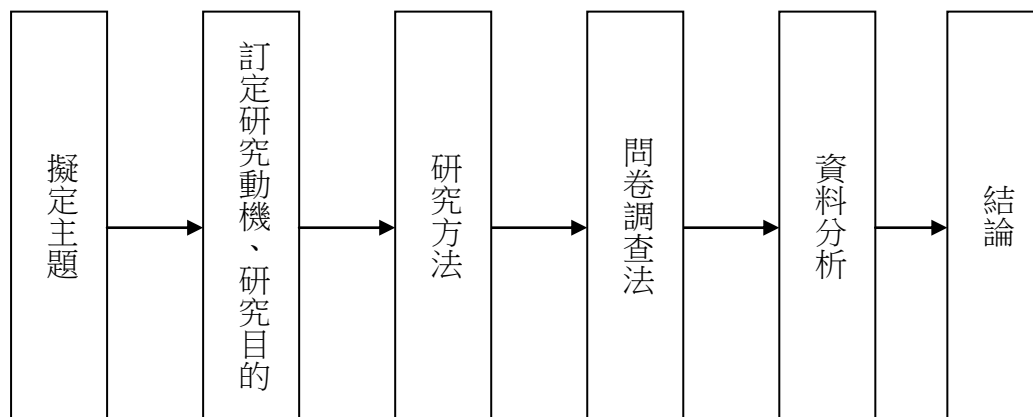 擬定主題
訂定研究動機、研究目的
研究方法
問卷調查法
資料分析
結論